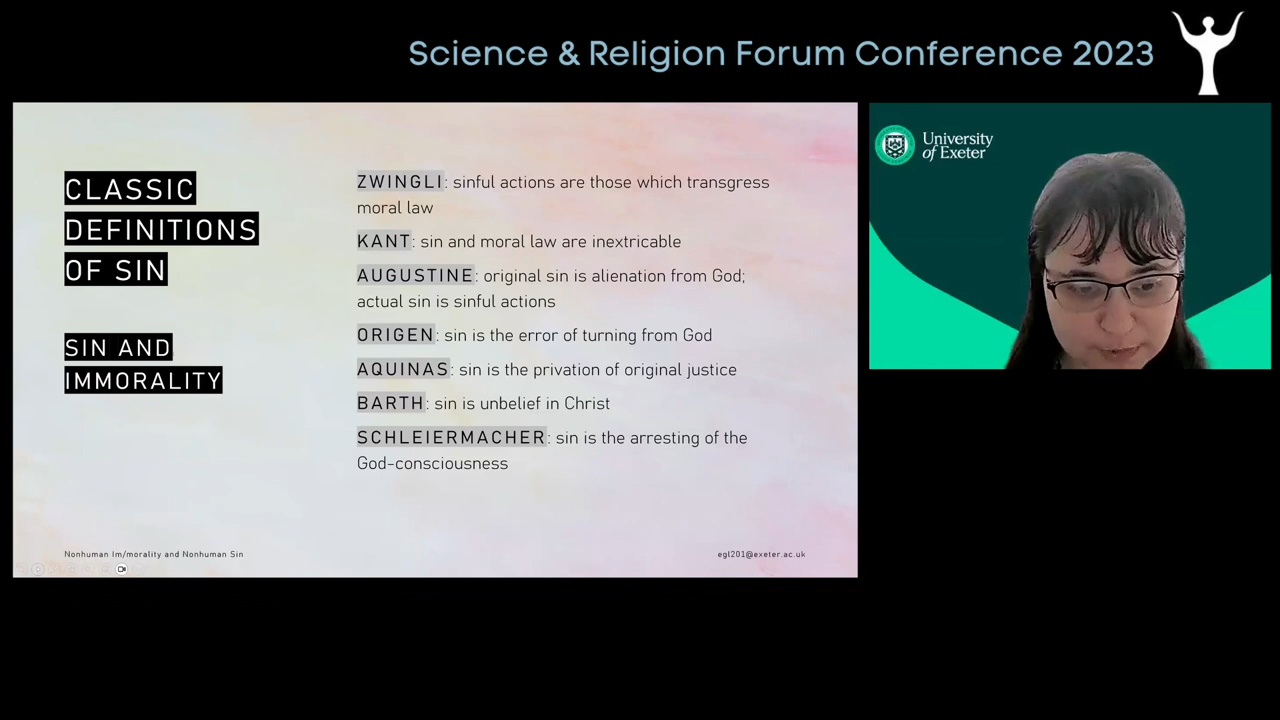 Science & Religion Forum Conference 2023
CLASSIC
DEFINITIONS
OF SIN
SIN AND
IMMORALITY
ZWINGLI: sinful actions are those which transgress
moral law
KANT: sin and moral law are inextricable
AUGUSTINE: original sin is alienation from God;
actual sin is sinful actions
ORIGEN: sin is the error of turning from God
AQUINAS: sin is the privation of original justice
BARTH: sin is unbelief in Christ
SCHLEIERMACHER: sin is the arresting of the
God-consciousness
Nonhuman Im/morality and Nonhuman Sin
egl201@exeter.ac.uk
University
of Exeter